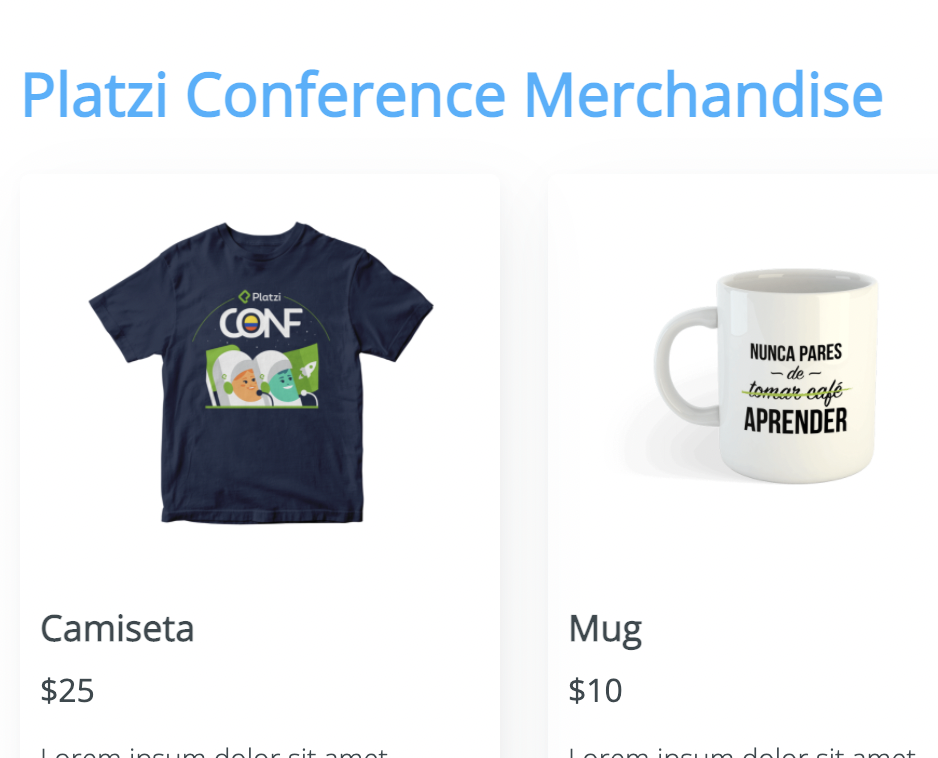 Platzi Conference Merchandise
Platzi
CONF
NUNCA PARES
~ de ~
tomar café
APRENDER
Camiseta
Mug
$25
$10
Lorem ipsum dolor sit amet
Lorem ipsum dolor sit amet